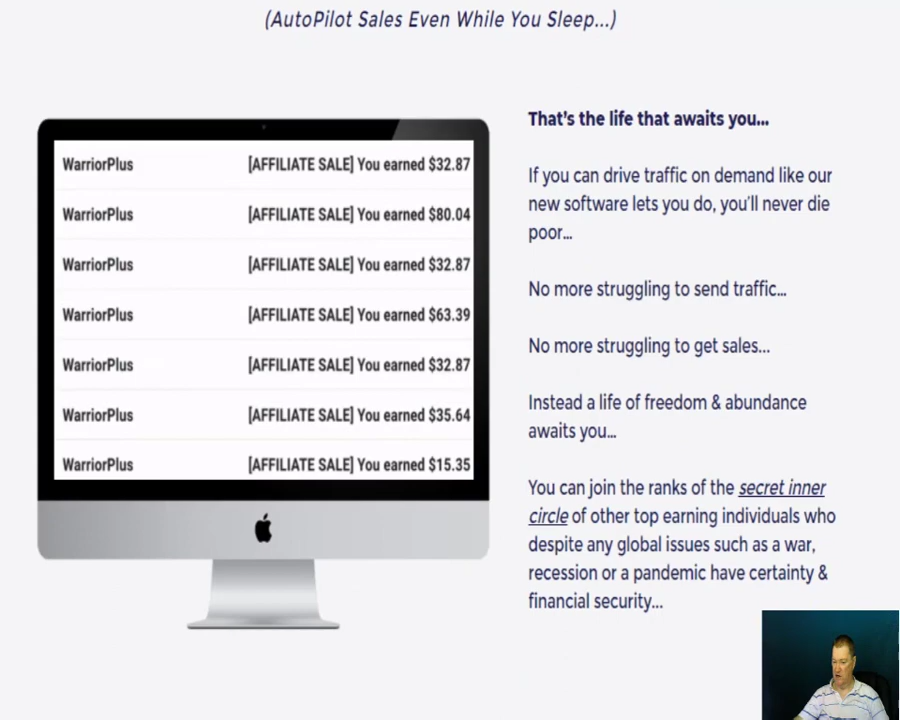 (AutoPilot Sales Even While You Sleep...)
WarriorPlus [AFFILIATE SALE] You earned $32.87
WarriorPlus [AFFILIATE SALE] You earned $80.04
WarriorPlus [AFFILIATE SALE] You earned $32.87
WarriorPlus [AFFILIATE SALE] You earned $63.39
WarriorPlus [AFFILIATE SALE] You earned $32.87
WarriorPlus [AFFILIATE SALE] You earned $35.64
WarriorPlus [AFFILIATE SALE] You earned $15.35
That's the life that awaits you...
If you can drive traffic on demand like our
new software lets you do, you'll never die
poor...
No more struggling to send traffic...
No more struggling to get sales...
Instead a life of freedom & abundance
awaits you...
You can join the ranks of the secret inner
circle of other top earning individuals who
despite any global issues such as a war,
recession or a pandemic have certainty &
financial security...